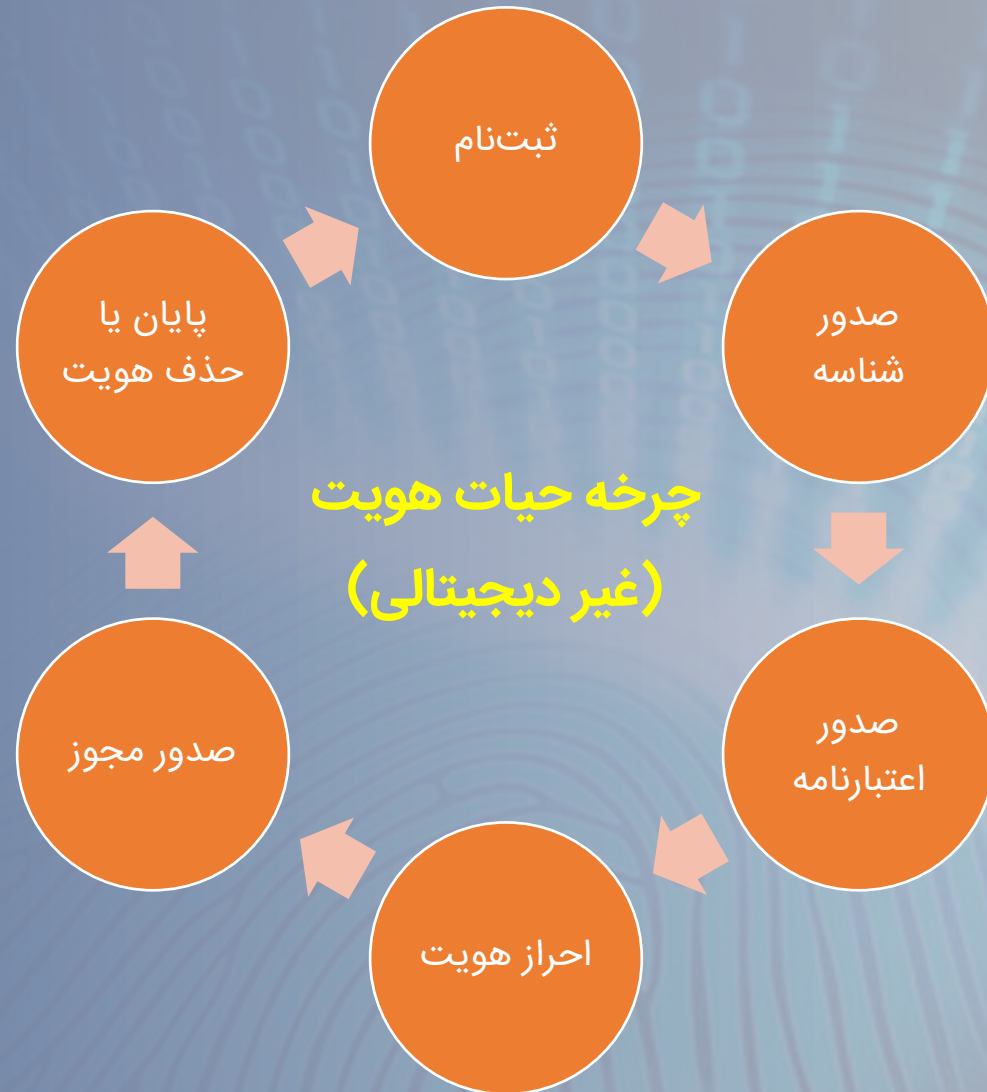 ثبت‌نام
صدور
شناسه
صدور
اعتبارنامه
احراز هویت
صدور مجوز
پایان یا
حذف هویت
چرخه حیات هویت
(غیر دیجیتالی)